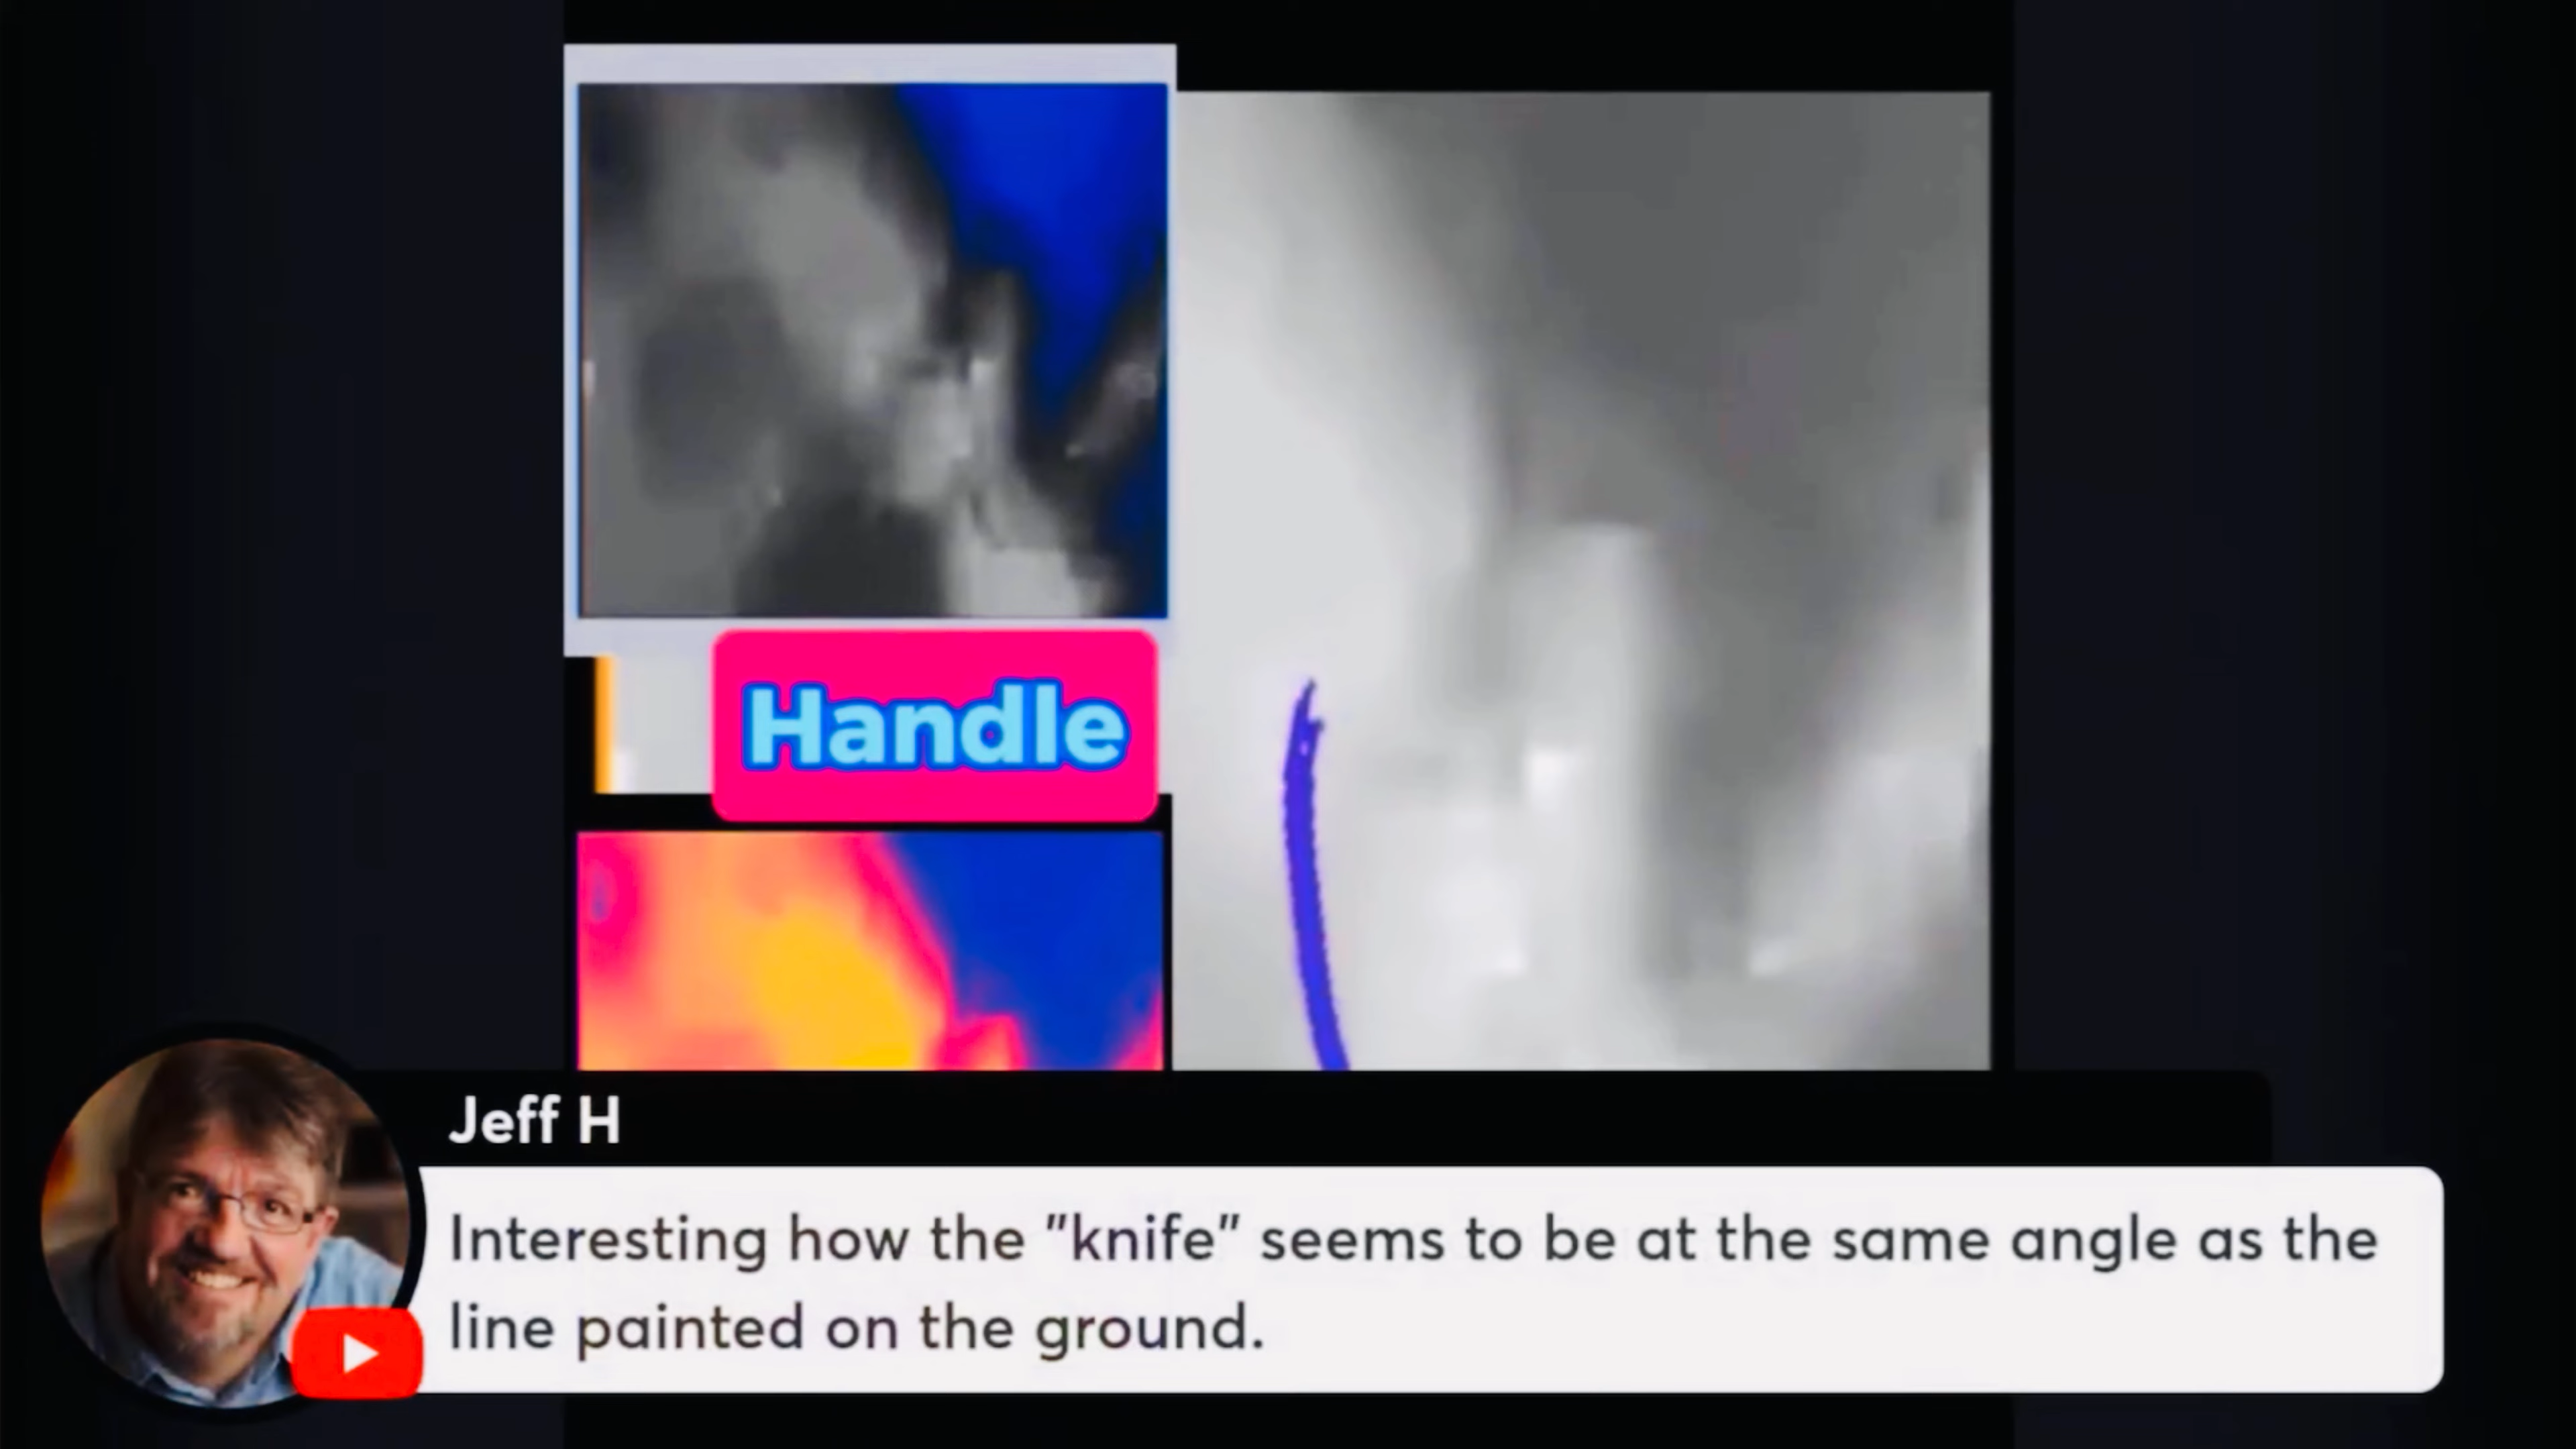 Handle
Jeff H
Interesting how the "knife" seems to be at the same angle as the
line painted on the ground.